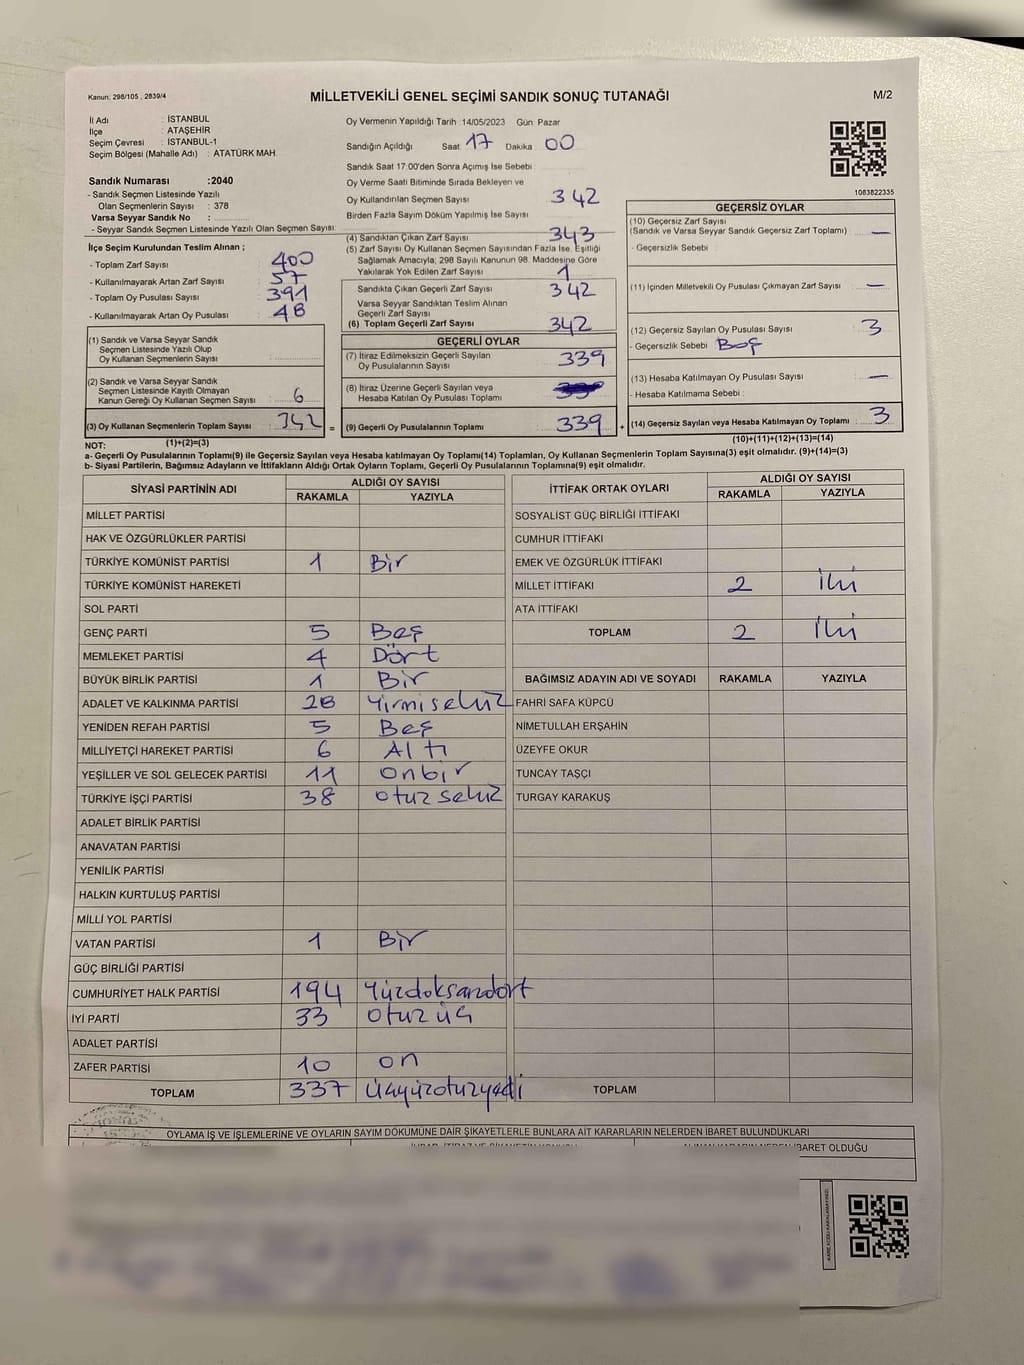 Kanun: 298/105 , 2839/4
MİLLETVEKİLİ GENEL SEÇİMİ SANDIK SONUÇ TUTANAĞI
M/2
İl Adı : İSTANBUL
İlçe : ATAŞEHİR
Seçim Çevresi : İSTANBUL-1
Seçim Bölgesi (Mahalle Adı) : ATATÜRK MAH.
Oy Vermenin Yapıldığı Tarih :14/05/2023 Gün Pazar
Sandığın Açıldığı Saat 17 Dakika 00
Sandık Saat 17:00'den Sonra Açımış İse Sebebi :
Oy Verme Saati Bitiminde Sırada Bekleyen ve
Oy Kullandırılan Seçmen Sayısı 342
Birden Fazla Sayım Döküm Yapılmış İse Sayısı
1083822335
Sandık Numarası :2040
- Sandık Seçmen Listesinde Yazılı
Olan Seçmenlerin Sayısı : 378
Varsa Seyyar Sandık No :
- Seyyar Sandık Seçmen Listesinde Yazılı Olan Seçmen Sayısı:
İlçe Seçim Kurulundan Teslim Alınan ;
- Toplam Zarf Sayısı 400
- Kullanılmayarak Artan Zarf Sayısı 57
- Toplam Oy Pusulası Sayısı 391
- Kullanılmayarak Artan Oy Pusulası 48
(1) Sandık ve Varsa Seyyar Sandık
Seçmen Listesinde Yazılı Olup
Oy Kullanan Seçmenlerin Sayısı :
(2) Sandık ve Varsa Seyyar Sandık
Seçmen Listesinde Kayıtlı Olmayan
Kanun Gereği Oy Kullanan Seçmen Sayısı : 6
(3) Oy Kullanan Seçmenlerin Toplam Sayısı : 342 =
(4) Sandıktan Çıkan Zarf Sayısı 343
(5) Zarf Sayısı Oy Kullanan Seçmen Sayısından Fazla İse, Eşitliği
Sağlamak Amacıyla, 298 Sayılı Kanunun 98. Maddesine Göre
Yakılarak Yok Edilen Zarf Sayısı 1
Sandıkta Çıkan Geçerli Zarf Sayısı 342
Varsa Seyyar Sandıktan Teslim Alınan
Geçerli Zarf Sayısı
(6) Toplam Geçerli Zarf Sayısı 342
GEÇERLİ OYLAR
(7) İtiraz Edilmeksizin Geçerli Sayılan
Oy Pusulalarının Sayısı 339
(8) İtiraz Üzerine Geçerli Sayılan veya
Hesaba Katılan Oy Pusulası Toplamı
(9) Geçerli Oy Pusulalarının Toplamı 339 +
GEÇERSİZ OYLAR
(10) Geçersiz Zarf Sayısı
(Sandık ve Varsa Seyyar Sandık Geçersiz Zarf Toplamı) : —
- Geçersizlik Sebebi :
(11) İçinden Milletvekili Oy Pusulası Çıkmayan Zarf Sayısı : —
(12) Geçersiz Sayılan Oy Pusulası Sayısı : 3
- Geçersizlik Sebebi : Boş
(13) Hesaba Katılmayan Oy Pusulası Sayısı : —
- Hesaba Katılmama Sebebi :
(14) Geçersiz Sayılan veya Hesaba Katılmayan Oy Toplamı : 3
NOT: (1)+(2)=(3)
(10)+(11)+(12)+(13)=(14)
a- Geçerli Oy Pusulalarının Toplamı(9) ile Geçersiz Sayılan veya Hesaba katılmayan Oy Toplamı(14) Toplamları, Oy Kullanan Seçmenlerin Toplam Sayısına(3) eşit olmalıdır. (9)+(14)=(3)
b- Siyasi Partilerin, Bağımsız Adayların ve İttifakların Aldığı Ortak Oyların Toplamı, Geçerli Oy Pusulalarının Toplamına(9) eşit olmalıdır.
SİYASİ PARTİNİN ADI
ALDIĞI OY SAYISI
RAKAMLA YAZIYLA
MİLLET PARTİSİ
HAK VE ÖZGÜRLÜKLER PARTİSİ
TÜRKİYE KOMÜNİST PARTİSİ 1 Bir
TÜRKİYE KOMÜNİST HAREKETİ
SOL PARTİ
GENÇ PARTİ 5 Beş
MEMLEKET PARTİSİ 4 Dört
BÜYÜK BİRLİK PARTİSİ 1 Bir
ADALET VE KALKINMA PARTİSİ 28 Yirmisekiz
YENİDEN REFAH PARTİSİ 5 Beş
MİLLİYETÇİ HAREKET PARTİSİ 6 Altı
YEŞİLLER VE SOL GELECEK PARTİSİ 11 onbir
TÜRKİYE İŞÇİ PARTİSİ 38 otuz sekiz
ADALET BİRLİK PARTİSİ
ANAVATAN PARTİSİ
YENİLİK PARTİSİ
HALKIN KURTULUŞ PARTİSİ
MİLLİ YOL PARTİSİ
VATAN PARTİSİ 1 Bir
GÜÇ BİRLİĞİ PARTİSİ
CUMHURİYET HALK PARTİSİ 194 Yüzdoksandört
İYİ PARTİ 33 otuz üç
ADALET PARTİSİ
ZAFER PARTİSİ 10 on
TOPLAM 337 üçyüzotuzyedi
İTTİFAK ORTAK OYLARI
ALDIĞI OY SAYISI
RAKAMLA YAZIYLA
SOSYALİST GÜÇ BİRLİĞİ İTTİFAKI
CUMHUR İTTİFAKI
EMEK VE ÖZGÜRLÜK İTTİFAKI
MİLLET İTTİFAKI 2 iki
ATA İTTİFAKI
TOPLAM 2 iki
BAĞIMSIZ ADAYIN ADI VE SOYADI RAKAMLA YAZIYLA
FAHRİ SAFA KÜPCÜ
NİMETULLAH ERŞAHİN
ÜZEYFE OKUR
TUNCAY TAŞÇI
TURGAY KARAKUŞ
TOPLAM
OYLAMA İŞ VE İŞLEMLERİNE VE OYLARIN SAYIM DÖKÜMÜNE DAİR ŞİKAYETLERLE BUNLARA AİT KARARLARIN NELERDEN İBARET BULUNDUKLARI
BARET OLDUĞU